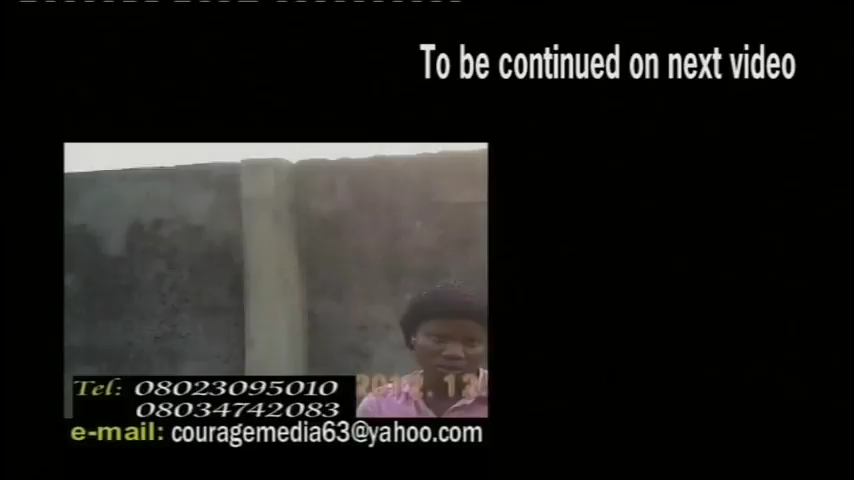 To be continued on next video
Tel: 08023095010
08034742083
e-mail: couragemedia63@yahoo.com